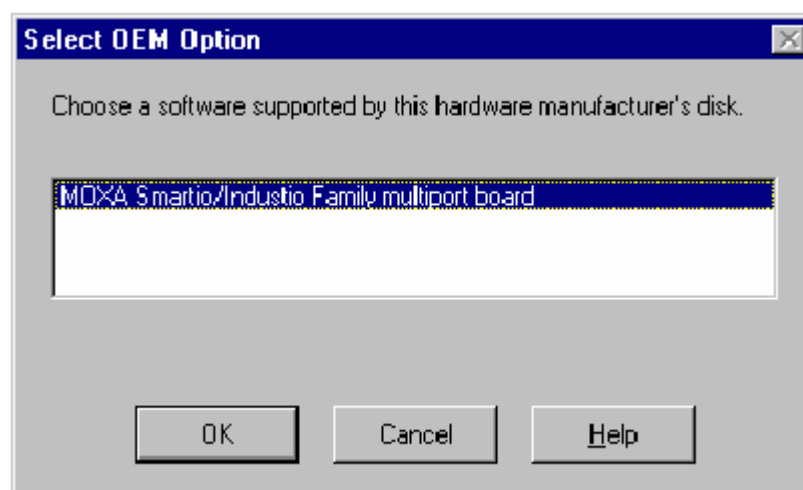 Select OEM Option
Choose a software supported by this hardware manufacturer's disk.
MOXA Smartio/Industio Family multiport board
OK
Cancel
Help